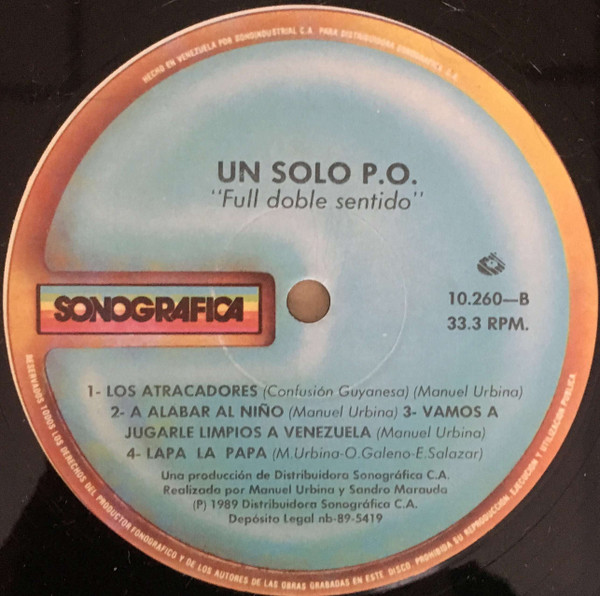 HECHO EN VENEZUELA POR SONOINDUSTRIAL C.A. PARA DISTRIBUIDORA SONOGRAFICA C.A.
UN SOLO P.O.
"Full doble sentido"
SONOGRAFICA
10.260—B
33.3 RPM.
1- LOS ATRACADORES (Confusión Guyanesa) (Manuel Urbina)
2- A ALABAR AL NIÑO (Manuel Urbina) 3- VAMOS A
JUGARLE LIMPIOS A VENEZUELA (Manuel Urbina)
4- LAPA LA PAPA (M.Urbina-O.Galeno-E.Salazar)
Una producción de Distribuidora Sonográfica C.A.
Realizada por Manuel Urbina y Sandro Marauda
(P) 1989 Distribuidora Sonográfica C.A.
Depósito Legal nb-89-5419
RESERVADOS TODOS LOS DERECHOS DEL PRODUCTOR FONOGRAFICO Y DE LOS AUTORES DE LAS OBRAS GRABADAS EN ESTE DISCO. PROHIBIDA SU REPRODUCCION, EJECUCION Y UTILIZACION PUBLICA.